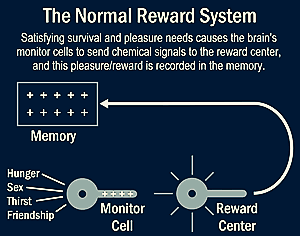 The Normal Reward System
Satisfying survival and pleasure needs causes the brain's
monitor cells to send chemical signals to the reward center,
and this pleasure/reward is recorded in the memory.
+ + + + +
+ + + + +
Memory
Hunger
Sex
Thirst
Friendship
++++
Monitor
Cell
Reward
Center